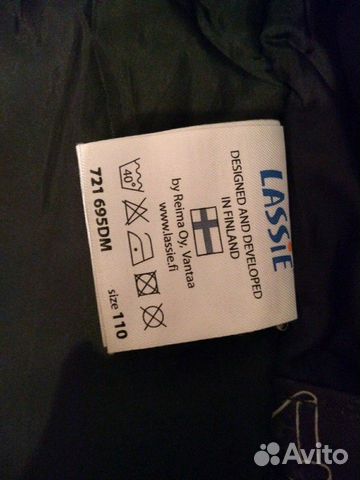 LASSIE
DESIGNED AND DEVELOPED
IN FINLAND
by Reima Oy, Vantaa
www.lassie.fi
40°
721 695DM
size 110
Avito